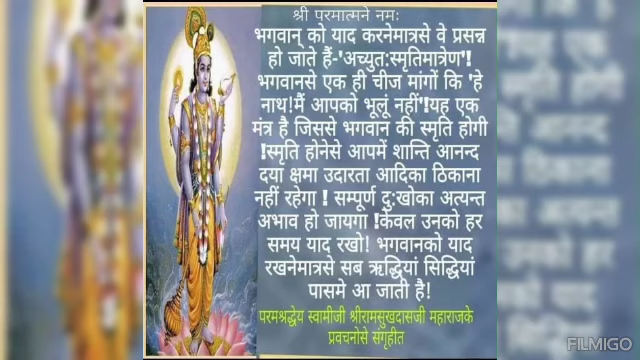 श्री परमात्मने नमः
भगवान् को याद करनेमात्रसे वे प्रसन्न
हो जाते हैं-'अच्युत:स्मृतिमात्रेण'!
भगवानसे एक ही चीज मांगों कि 'हे
नाथ!मैं आपको भूलूं नहीं'!यह एक
मंत्र है जिससे भगवान की स्मृति होगी
!स्मृति होनेसे आपमें शान्ति आनन्द
दया क्षमा उदारता आदिका ठिकाना
नहीं रहेगा ! सम्पूर्ण दु:खोका अत्यन्त
अभाव हो जायगा !केवल उनको हर
समय याद रखो! भगवानको याद
रखनेमात्रसे सब ऋद्धियां सिद्धियां
पासमे आ जाती है!
परमश्रद्धेय स्वामीजी श्रीरामसुखदासजी महाराजके
प्रवचनोसे संगृहीत
FILMIGO